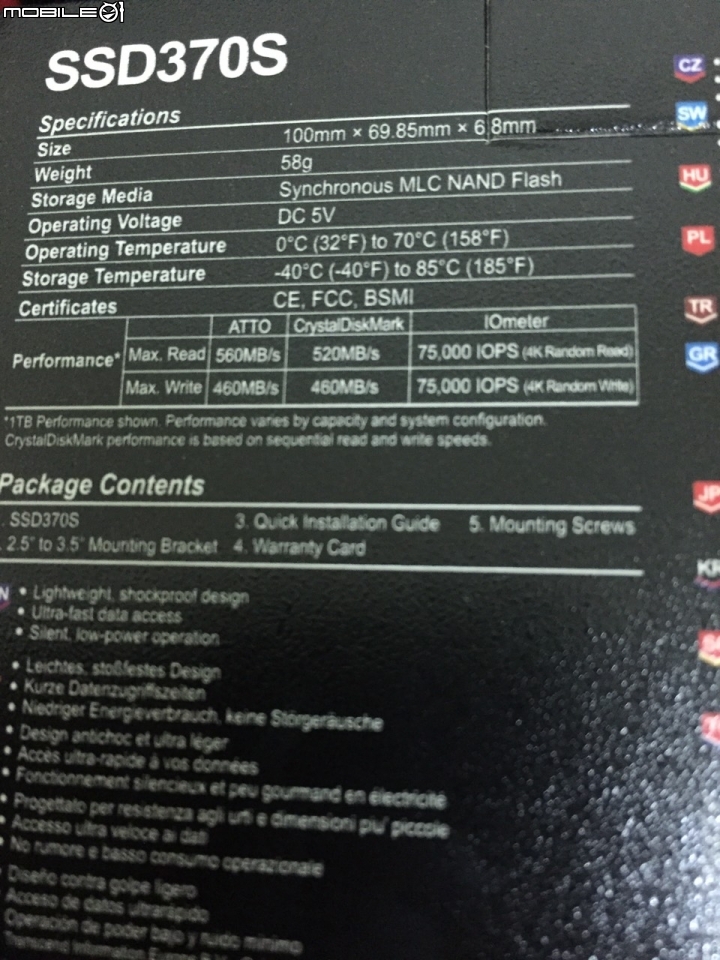 MOBILE01
SSD370S
Specifications
Size 100mm × 69.85mm × 6.8mm
Weight 58g
Storage Media Synchronous MLC NAND Flash
Operating Voltage DC 5V
Operating Temperature 0°C (32°F) to 70°C (158°F)
Storage Temperature -40°C (-40°F) to 85°C (185°F)
Certificates CE, FCC, BSMI
ATTO CrystalDiskMark IOmeter
Performance* Max. Read 560MB/s 520MB/s 75,000 IOPS (4K Random Read)
Max. Write 460MB/s 460MB/s 75,000 IOPS (4K Random Write)
*1TB Performance shown. Performance varies by capacity and system configuration.
CrystalDiskMark performance is based on sequential read and write speeds.
Package Contents
. SSD370S 3. Quick Installation Guide 5. Mounting Screws
. 2.5" to 3.5" Mounting Bracket 4. Warranty Card
• Lightweight, shockproof design
• Ultra-fast data access
• Silent, low-power operation
• Leichtes, stoßfestes Design
• Kurze Datenzugriffszeiten
• Niedriger Energieverbrauch, keine Störgeräusche
• Design antichoc et ultra léger
• Accès ultra-rapide à vos données
• Fonctionnement silencieux et peu gourmand en électricité
• Progettato per resistenza agli urti e dimensioni piu' piccole
• Accesso ultra veloce ai dati
• No rumore e basso consumo operazionale
• Diseño contra golpe ligero
• Acceso de datos ultrarápido
Operación de poder bajo y ruido mínimo
Transcend Information Europe
CZ
SW
HU
PL
TR
GR
JP
KR